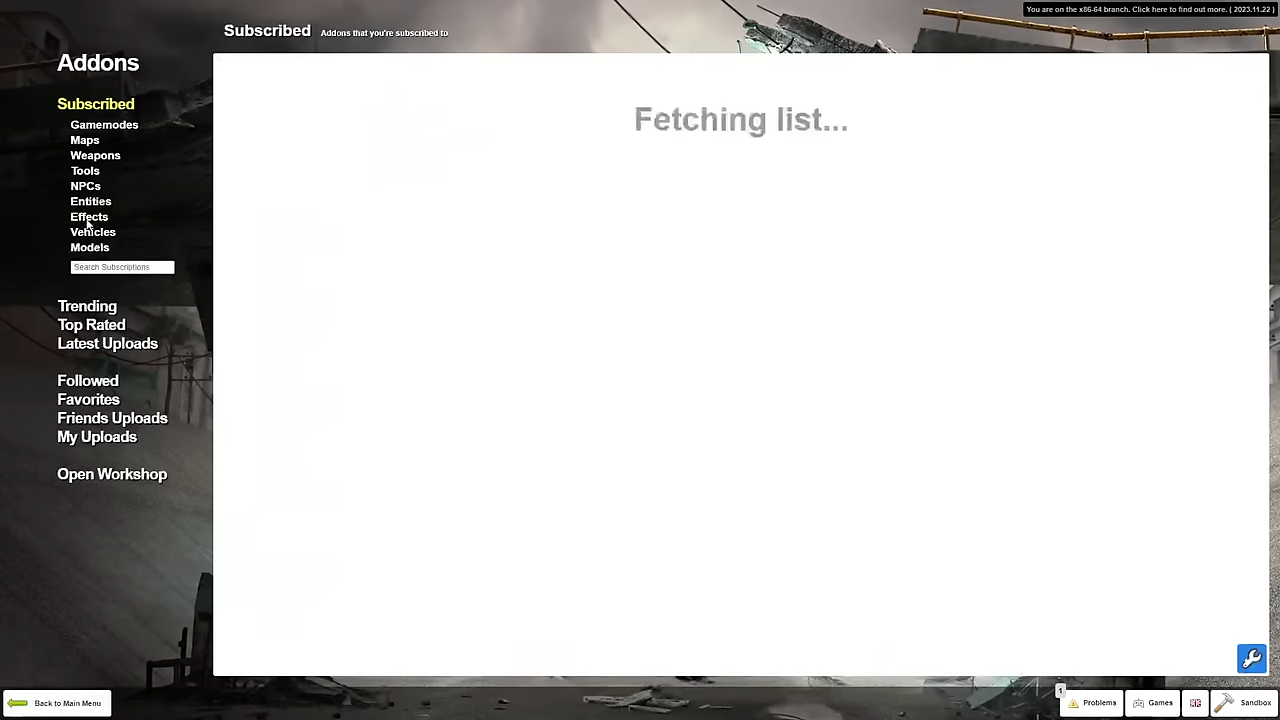 You are on the x86-64 branch. Click here to find out more. ( 2023.11.22 )
Subscribed Addons that you're subscribed to
Addons
Fetching list...
Subscribed
Gamemodes
Maps
Weapons
Tools
NPCs
Entities
Effects
Vehicles
Models
Search Subscriptions
Trending
Top Rated
Latest Uploads
Followed
Favorites
Friends Uploads
My Uploads
Open Workshop
Back to Main Menu
1
Problems
Games
Sandbox